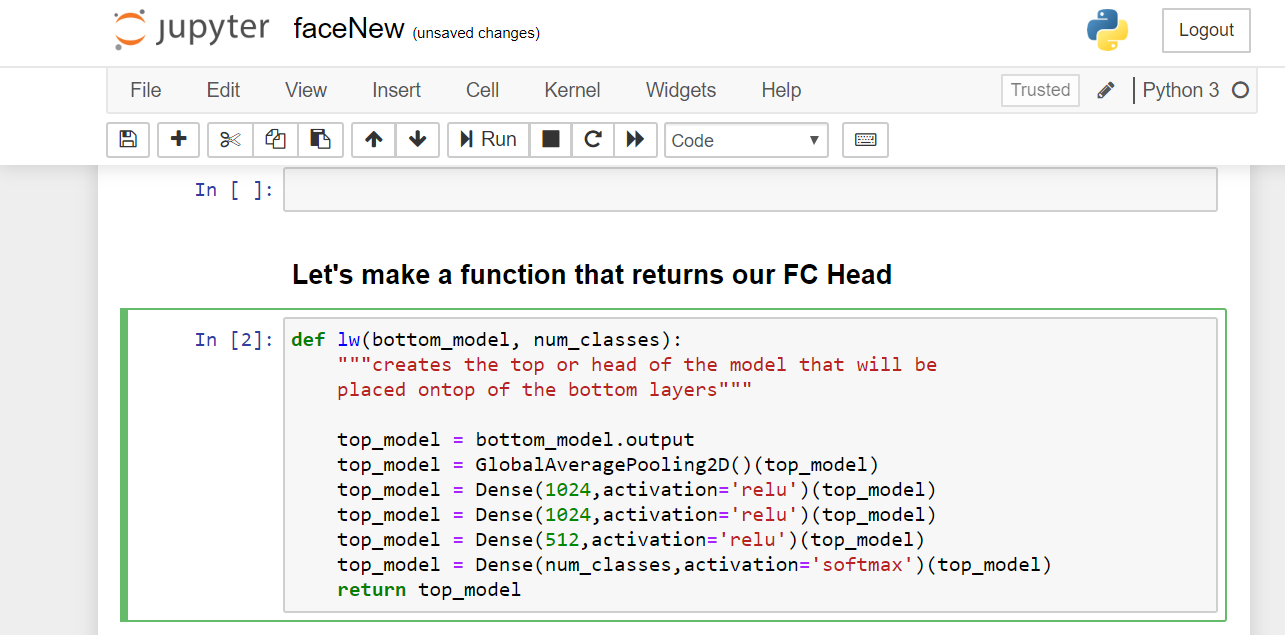 jupyter faceNew (unsaved changes) Logout
File Edit View Insert Cell Kernel Widgets Help Trusted Python 3
Run Code
In [ ]:
Let's make a function that returns our FC Head
In [2]: def lw(bottom_model, num_classes):
"""creates the top or head of the model that will be
placed ontop of the bottom layers"""
top_model = bottom_model.output
top_model = GlobalAveragePooling2D()(top_model)
top_model = Dense(1024,activation='relu')(top_model)
top_model = Dense(1024,activation='relu')(top_model)
top_model = Dense(512,activation='relu')(top_model)
top_model = Dense(num_classes,activation='softmax')(top_model)
return top_model